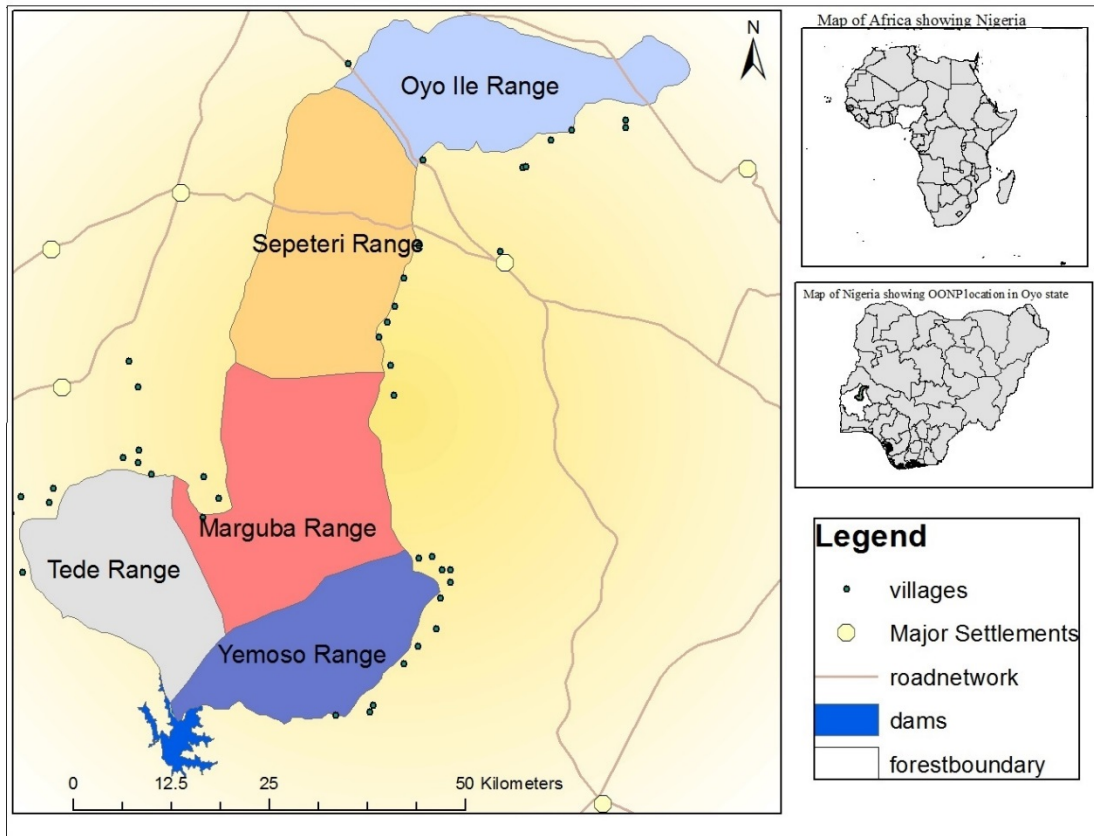 N
Oyo Ile Range
Sepeteri Range
Marguba Range
Tede Range
Yemoso Range
0 12.5 25 50 Kilometers
Map of Africa showing Nigeria
Map of Nigeria showing OONP location in Oyo state
Legend
villages
Major Settlements
roadnetwork
dams
forestboundary